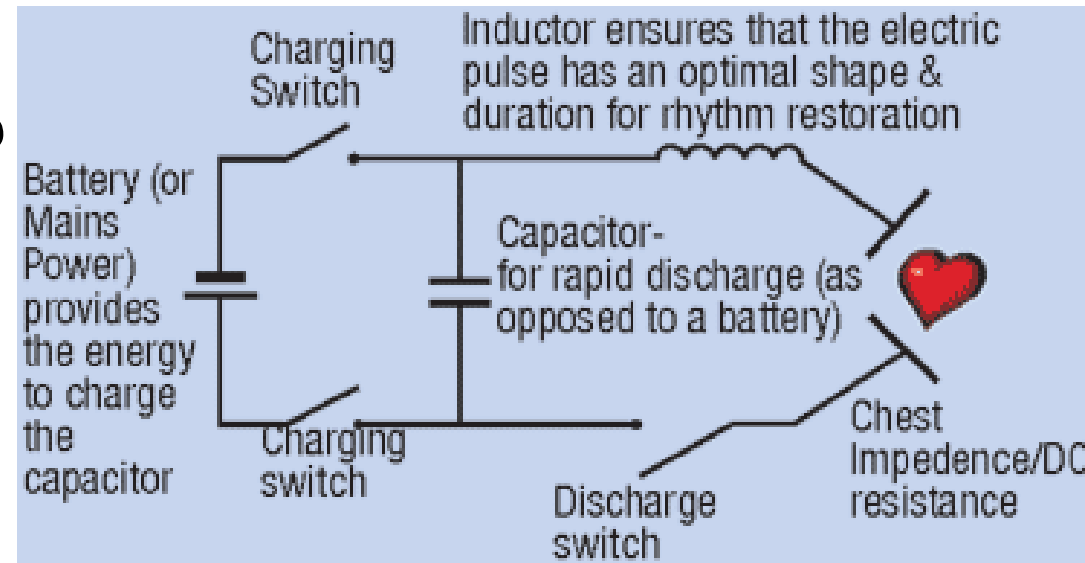 Charging
Switch
Inductor ensures that the electric
pulse has an optimal shape &
duration for rhythm restoration
)
Battery (or
Mains
Power)
provides
the energy
to charge
the
capacitor
Capacitor-
for rapid discharge (as
opposed to a battery)
Charging
switch
Discharge
switch
Chest
Impedence/DC
resistance